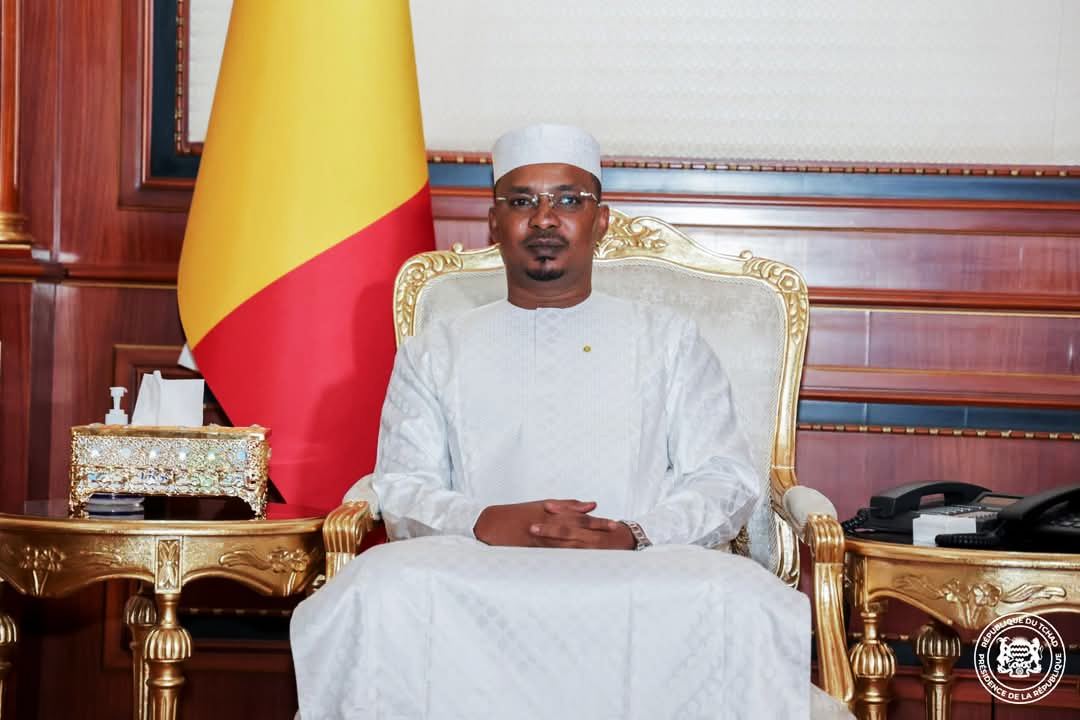 RÉPUBLIQUE DU TCHAD
PRÉSIDENCE DE LA RÉPUBLIQUE